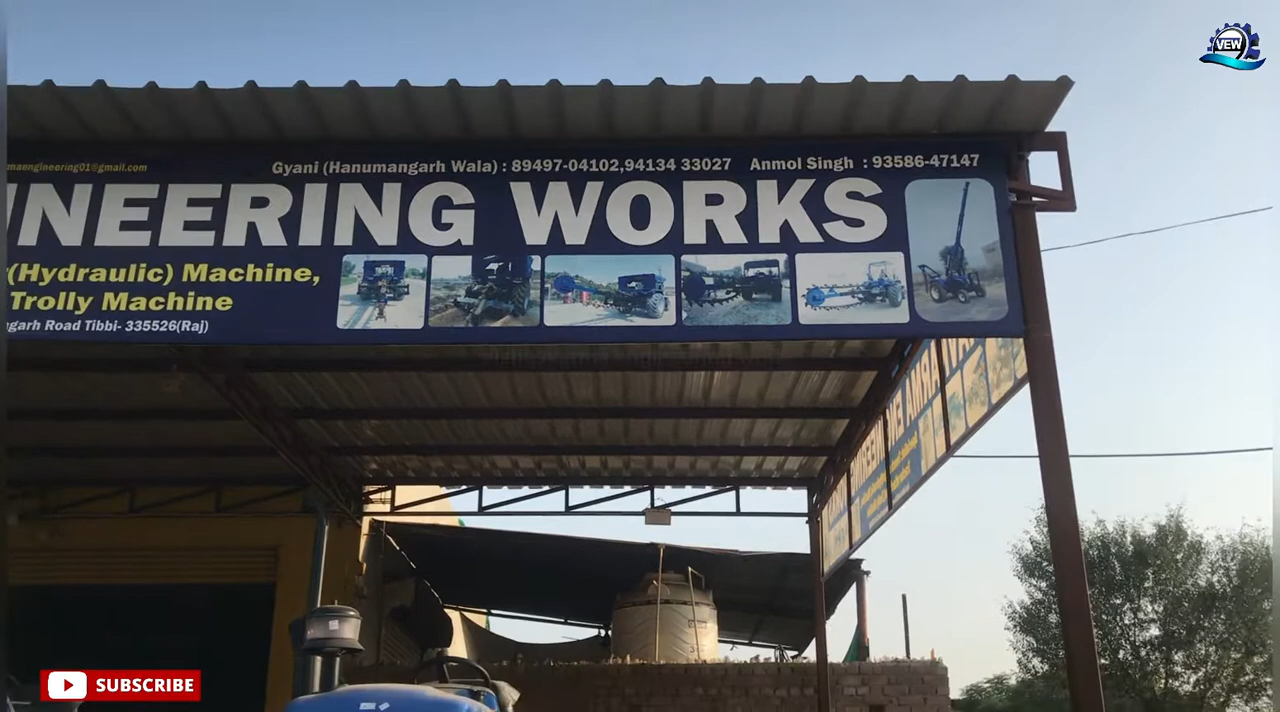 VEW
maengineering01@gmail.com
Gyani (Hanumangarh Wala) : 89497-04102,94134 33027 Anmol Singh : 93586-47147
INEERING WORKS
(Hydraulic) Machine,
Trolly Machine
garh Road Tibbi- 335526(Raj)
SUBSCRIBE